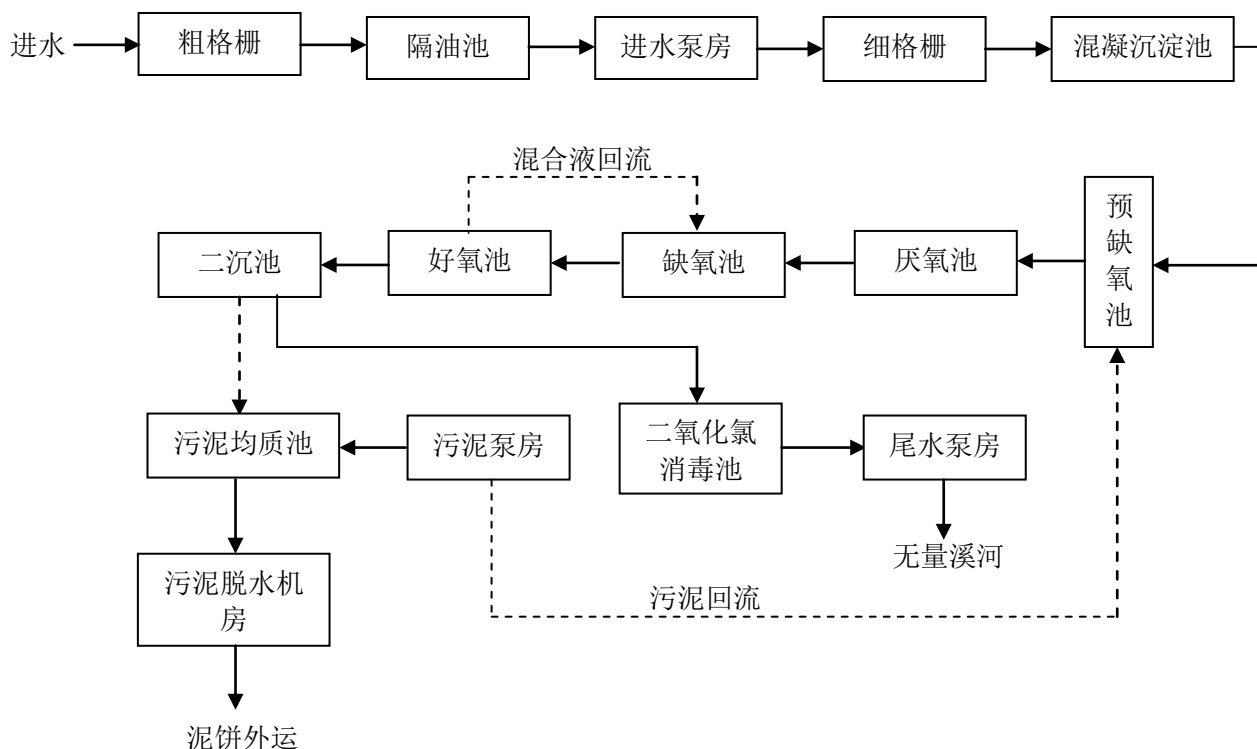 进水
粗格栅
隔油池
进水泵房
细格栅
混凝沉淀池
混合液回流
二沉池
好氧池
缺氧池
厌氧池
预
缺
氧
池
污泥均质池
污泥泵房
二氧化氯
消毒池
尾水泵房
无量溪河
污泥脱水机
房
污泥回流
泥饼外运